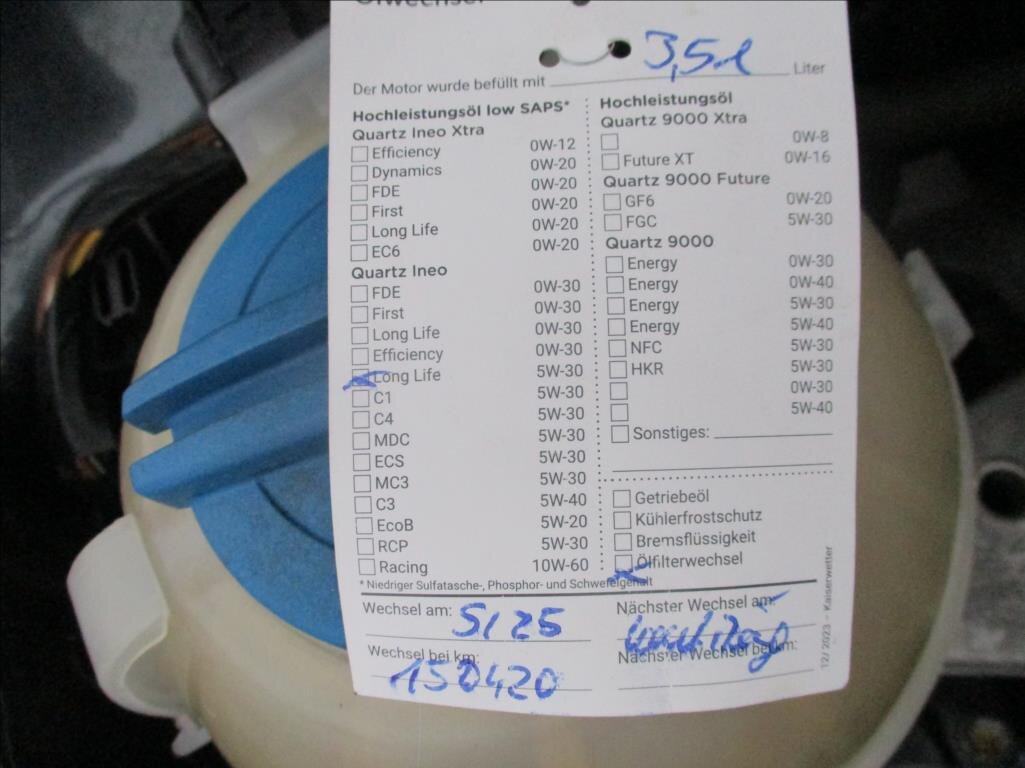 Ölwechsel
3,5 l
Der Motor wurde befüllt mit Liter
Hochleistungsöl low SAPS*
Quartz Ineo Xtra
Efficiency 0W-12
Dynamics 0W-20
FDE 0W-20
First 0W-20
Long Life 0W-20
EC6 0W-20
Quartz Ineo
FDE 0W-30
First 0W-30
Long Life 0W-30
Efficiency 0W-30
Long Life 5W-30
C1 5W-30
C4 5W-30
MDC 5W-30
ECS 5W-30
MC3 5W-30
C3 5W-40
EcoB 5W-20
RCP 5W-30
Racing 10W-60
* Niedriger Sulfatasche-, Phosphor- und Schwefelgehalt
Hochleistungsöl
Quartz 9000 Xtra
0W-8
Future XT 0W-16
Quartz 9000 Future
GF6 0W-20
FGC 5W-30
Quartz 9000
Energy 0W-30
Energy 0W-40
Energy 5W-30
Energy 5W-40
NFC 5W-30
HKR 5W-30
0W-30
5W-40
Sonstiges:
Getriebeöl
Kühlerfrostschutz
Bremsflüssigkeit
Ölfilterwechsel
Wechsel am: 5/25
Wechsel bei km:
150420
Nächster Wechsel am:
Nächster Wechsel bei km:
12/2023 - Kaiserwetter